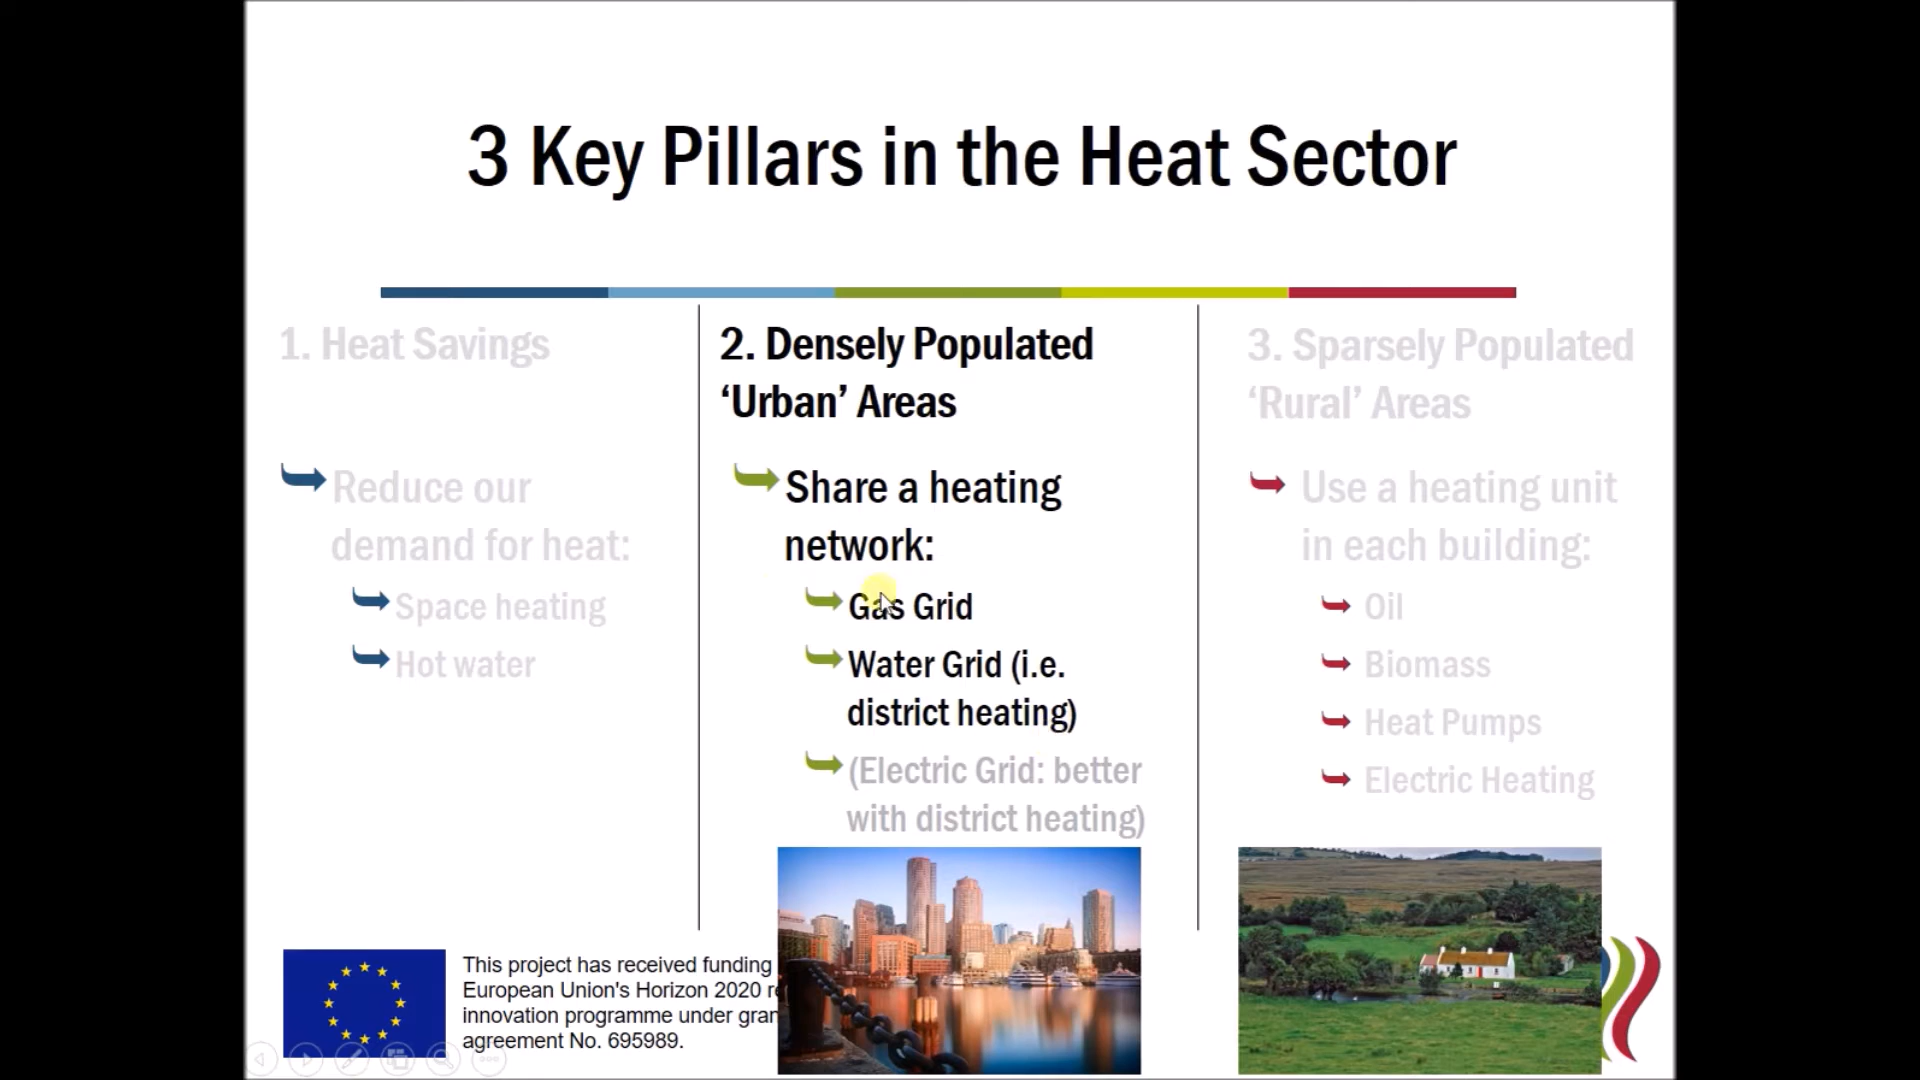 3 Key Pillars in the Heat Sector
1. Heat Savings
Reduce our
demand for heat:
Space heating
Hot water
2. Densely Populated
‘Urban’ Areas
Share a heating
network:
Gas Grid
Water Grid (i.e.
district heating)
(Electric Grid: better
with district heating)
3. Sparsely Populated
‘Rural’ Areas
Use a heating unit
in each building:
Oil
Biomass
Heat Pumps
Electric Heating
This project has received funding
European Union's Horizon 2020
innovation programme under
agreement No. 695989.